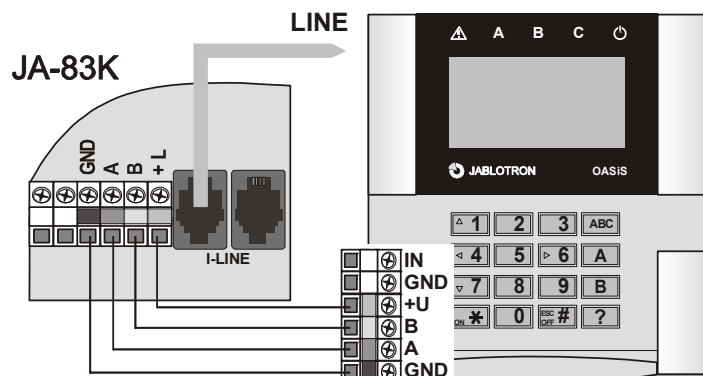 LINE
JA-83K
GND
A
B
+ L
I-LINE
A B C
JABLOTRON OASiS
1 2 3 ABC
4 5 6 A
7 8 9 B
ON * 0 ESC OFF # ?
IN
GND
+U
B
A
GND